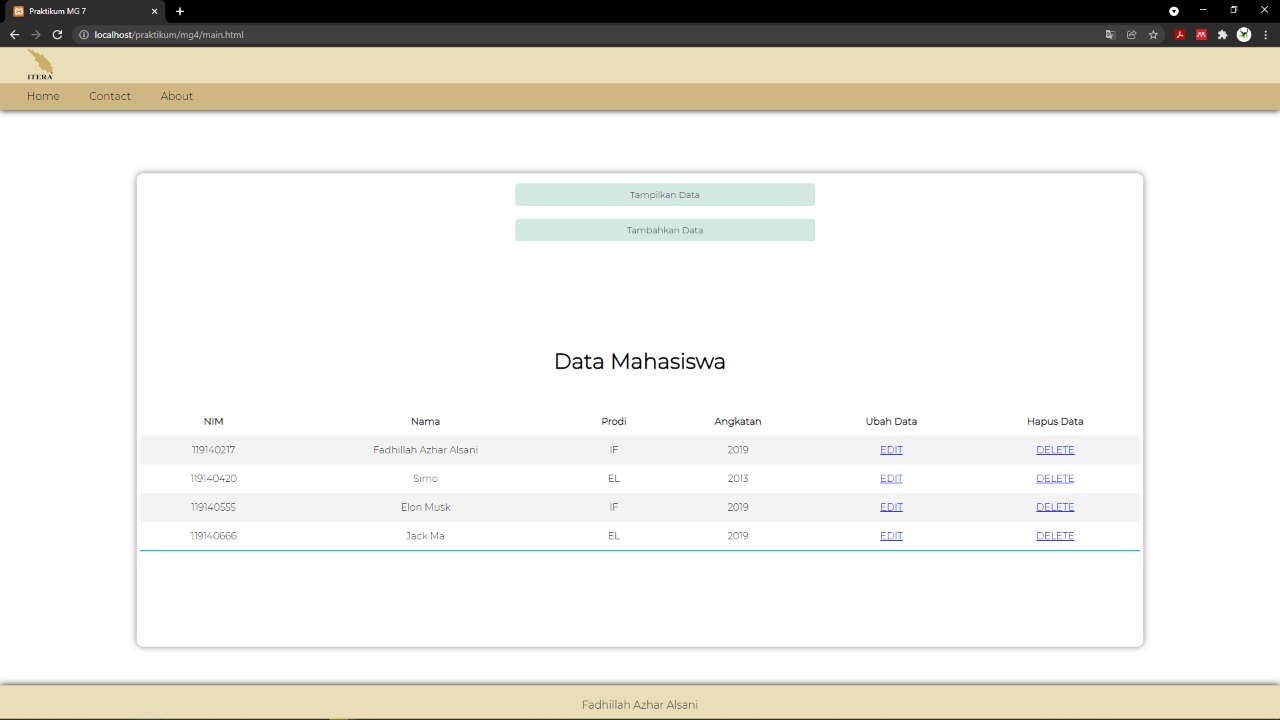 Praktikum MG 7
localhost/praktikum/mg4/main.html
ITERA
Home Contact About
Tampilkan Data
Tambahkan Data
Data Mahasiswa
NIM Nama Prodi Angkatan Ubah Data Hapus Data
119140217 Fadhillah Azhar Alsani IF 2019 EDIT DELETE
119140420 Simo EL 2013 EDIT DELETE
119140555 Elon Musk IF 2019 EDIT DELETE
119140666 Jack Ma EL 2019 EDIT DELETE
Fadhillah Azhar Alsani